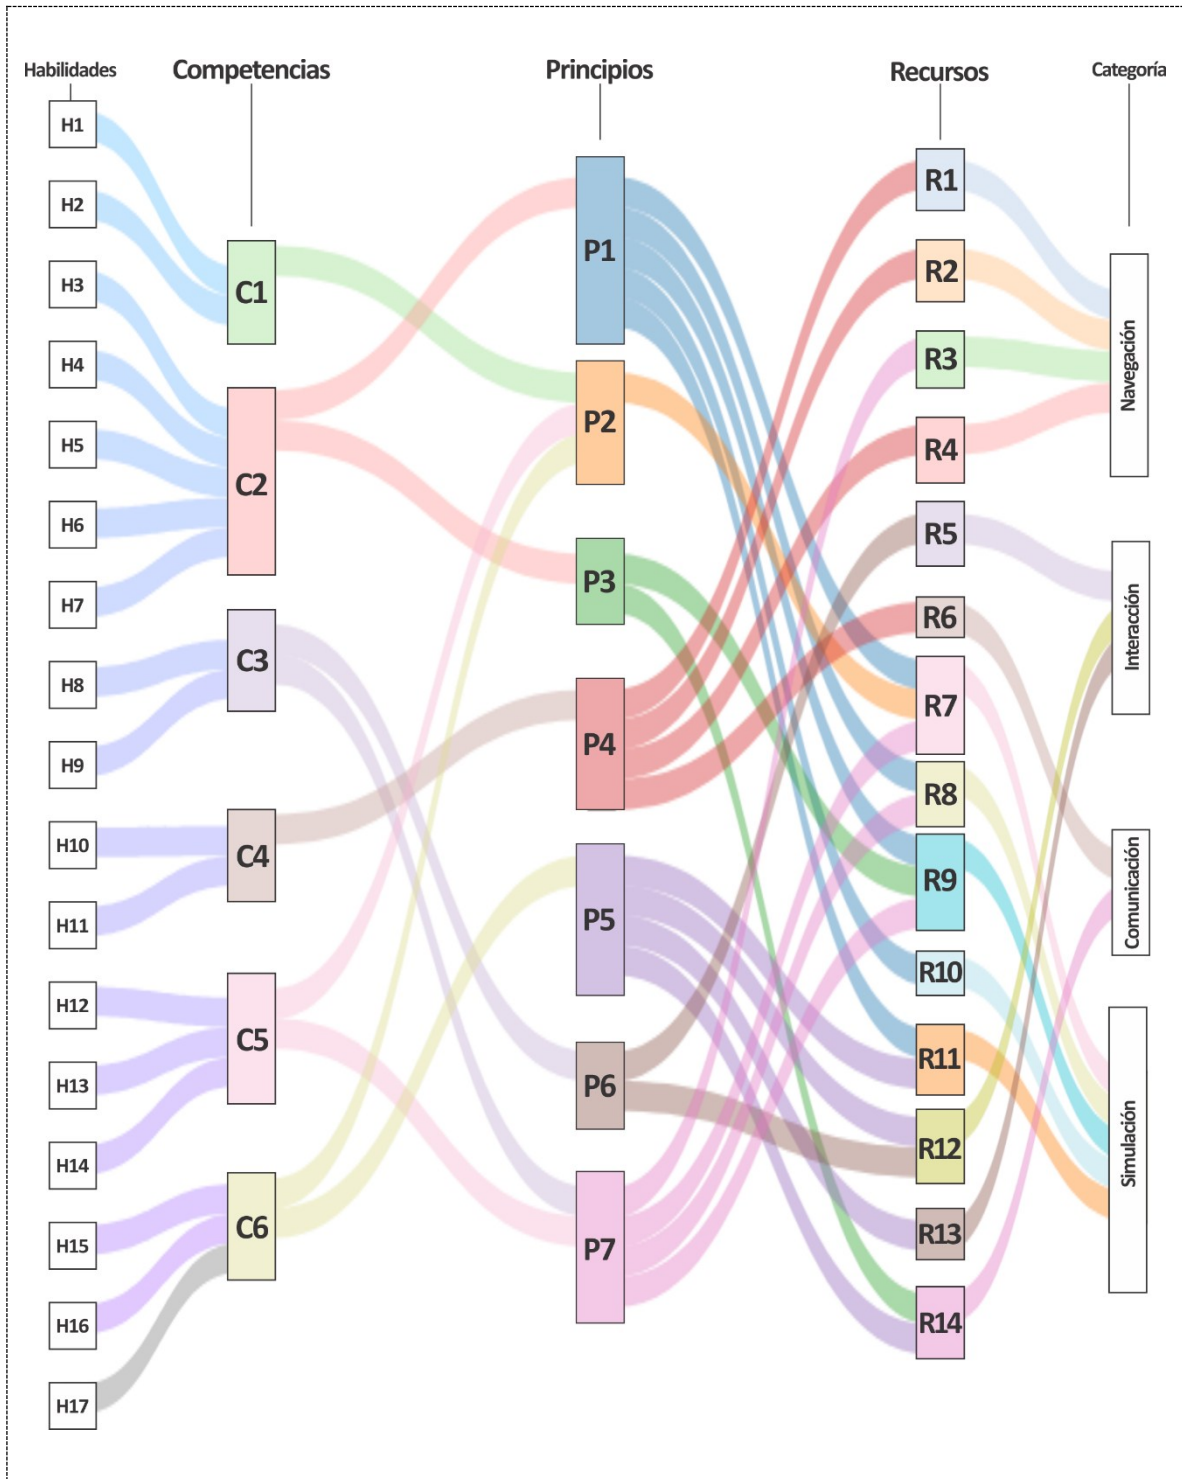 Habilidades
Competencias
Principios
Recursos
Categoría
H1
H2
H3
H4
H5
H6
H7
H8
H9
H10
H11
H12
H13
H14
H15
H16
H17
C1
C2
C3
C4
C5
C6
P1
P2
P3
P4
P5
P6
P7
R1
R2
R3
R4
R5
R6
R7
R8
R9
R10
R11
R12
R13
R14
Navegación
Interacción
Comunicación
Simulación